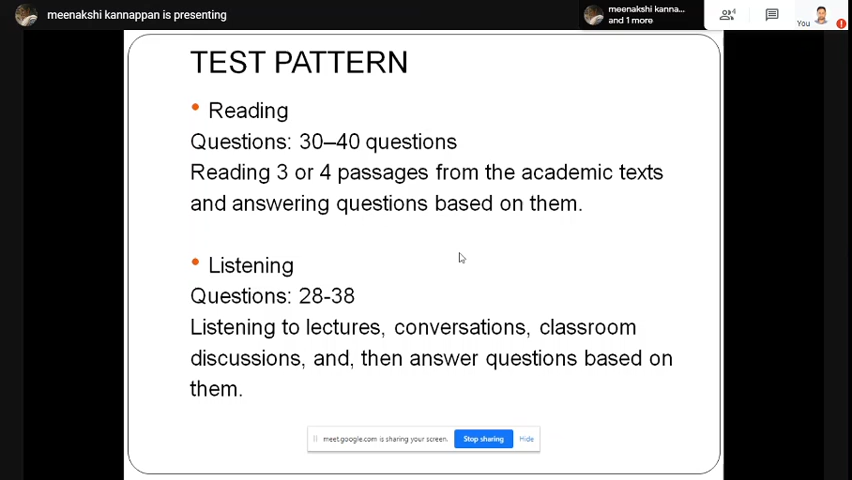 meenakshi kannappan is presenting
meenakshi kanna...
and 1 more
4
You
TEST PATTERN
• Reading
Questions: 30–40 questions
Reading 3 or 4 passages from the academic texts
and answering questions based on them.
• Listening
Questions: 28-38
Listening to lectures, conversations, classroom
discussions, and, then answer questions based on
them.
meet.google.com is sharing your screen.
Stop sharing
Hide